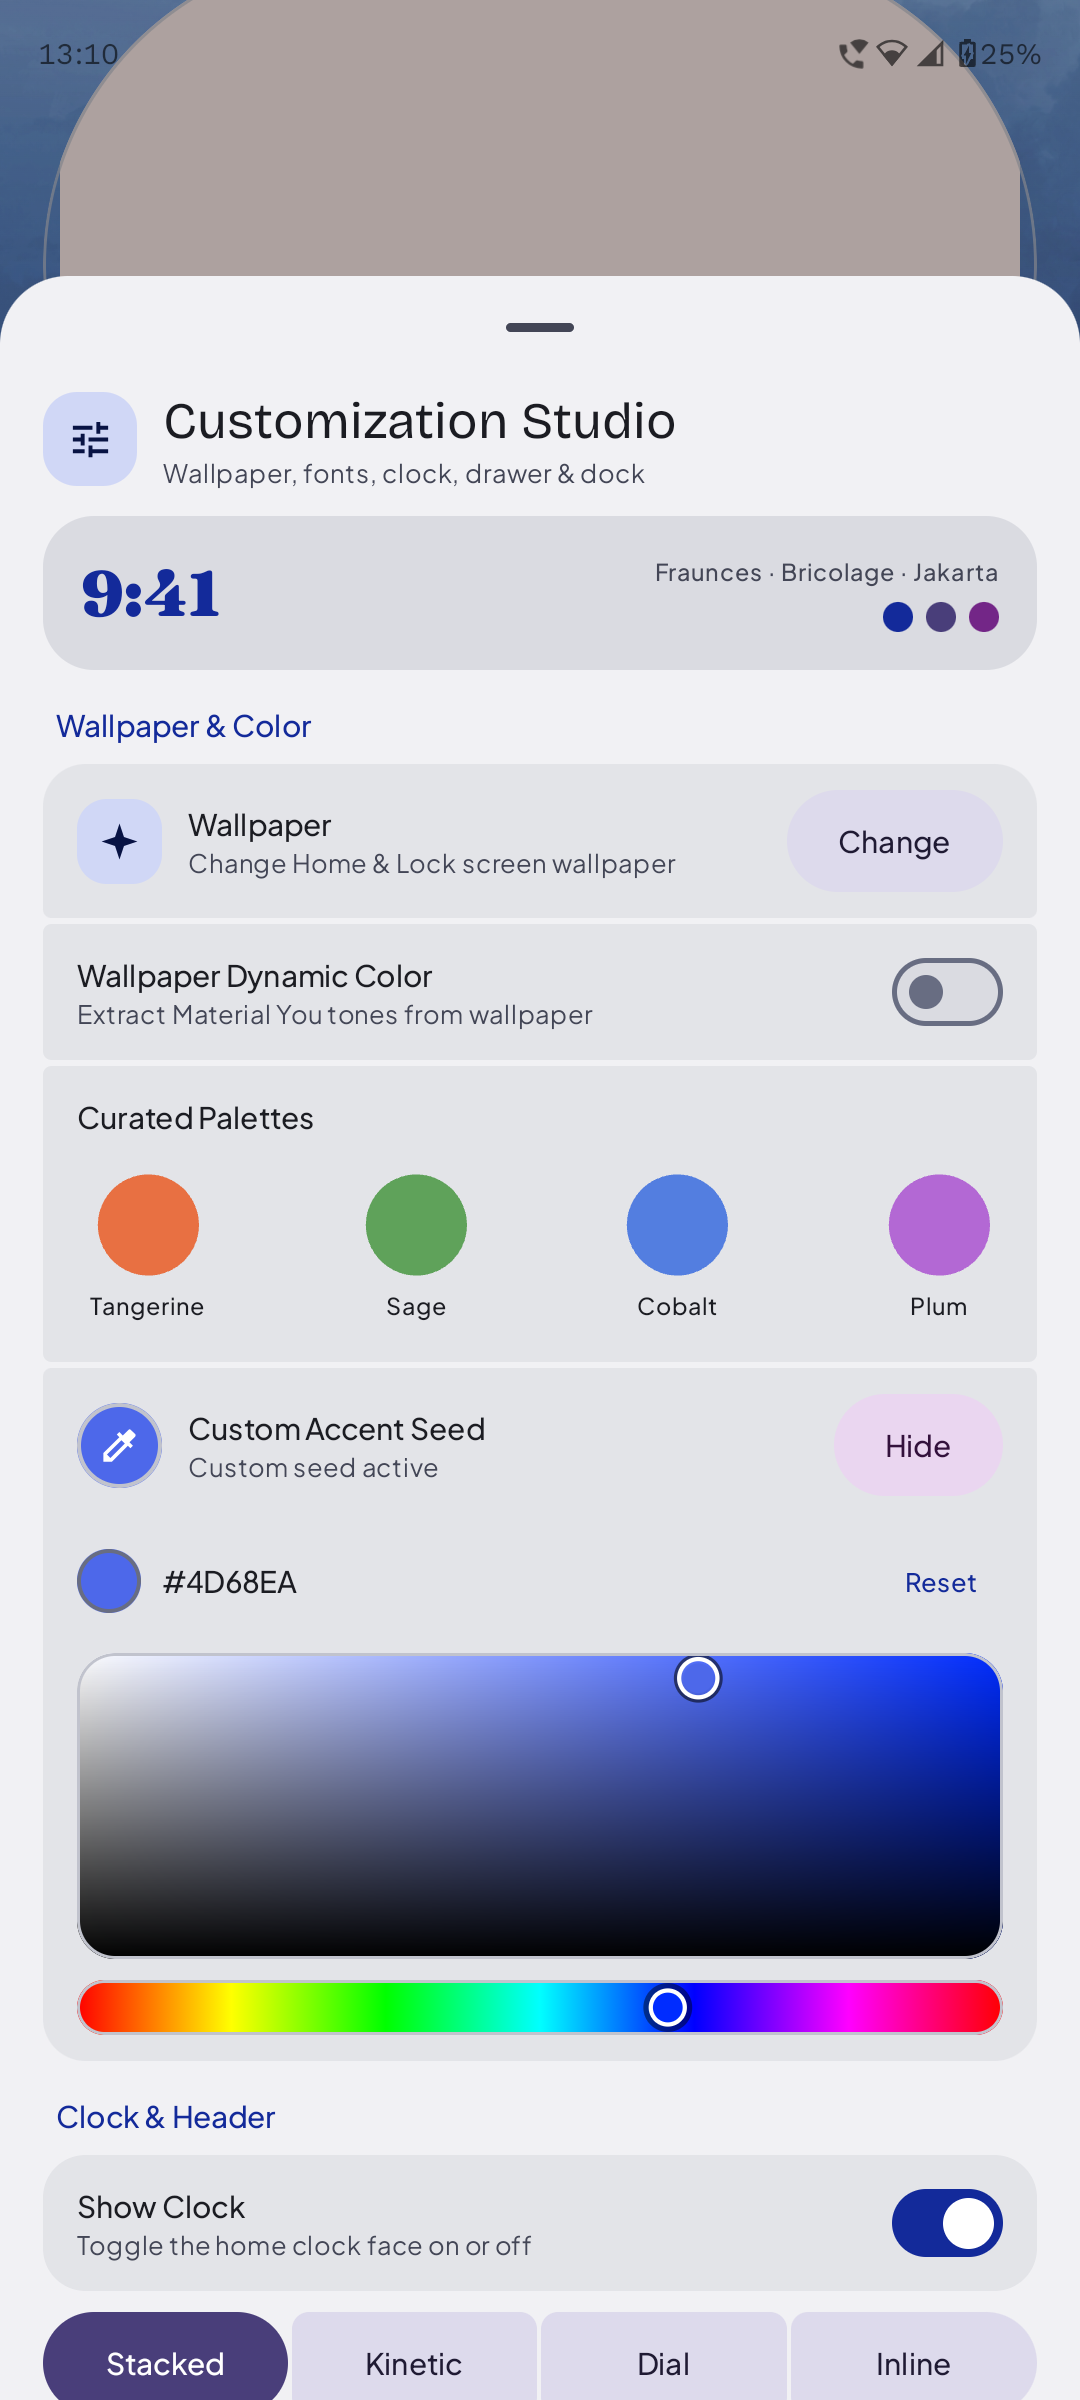 13:10
25%
Customization Studio
Wallpaper, fonts, clock, drawer & dock
9:41
Fraunces · Bricolage · Jakarta
Wallpaper & Color
Wallpaper
Change Home & Lock screen wallpaper
Change
Wallpaper Dynamic Color
Extract Material You tones from wallpaper
Curated Palettes
Tangerine
Sage
Cobalt
Plum
Custom Accent Seed
Custom seed active
Hide
#4D68EA
Reset
Clock & Header
Show Clock
Toggle the home clock face on or off
Stacked
Kinetic
Dial
Inline